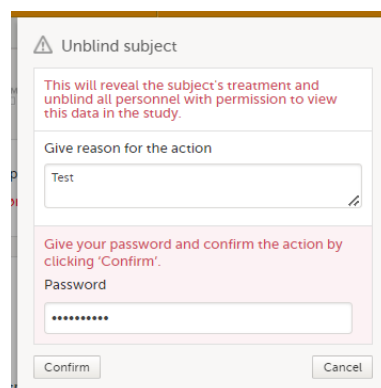 Unblind subject
This will reveal the subject's treatment and
unblind all personnel with permission to view
this data in the study.
Give reason for the action
Test
Give your password and confirm the action by
clicking 'Confirm'.
Password
••••••••••
Confirm
Cancel